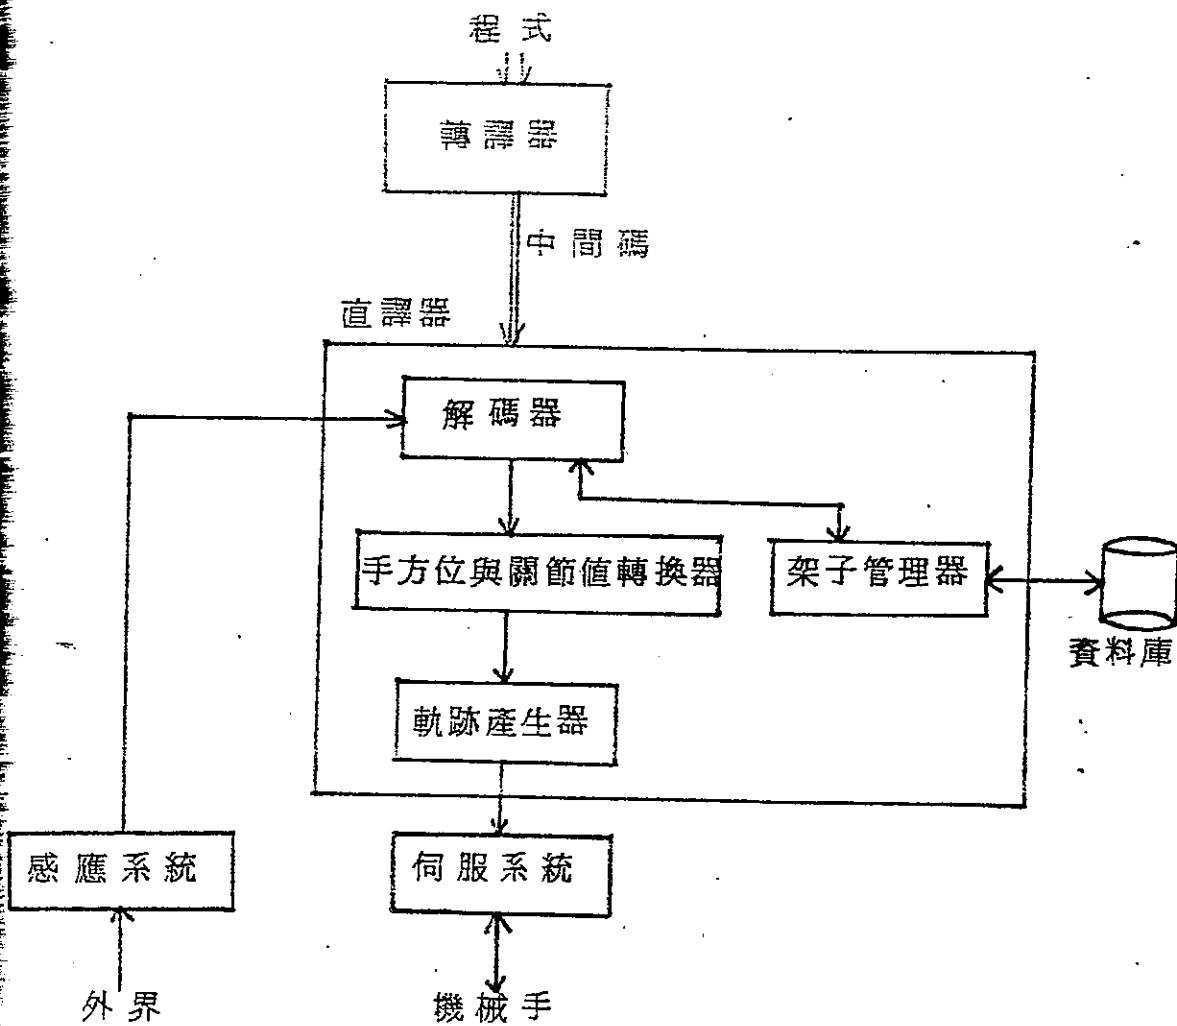 程式
轉譯器
中間碼
直譯器
解碼器
手方位與關節值轉換器
架子管理器
資料庫
軌跡產生器
感應系統
伺服系統
外界
機械手